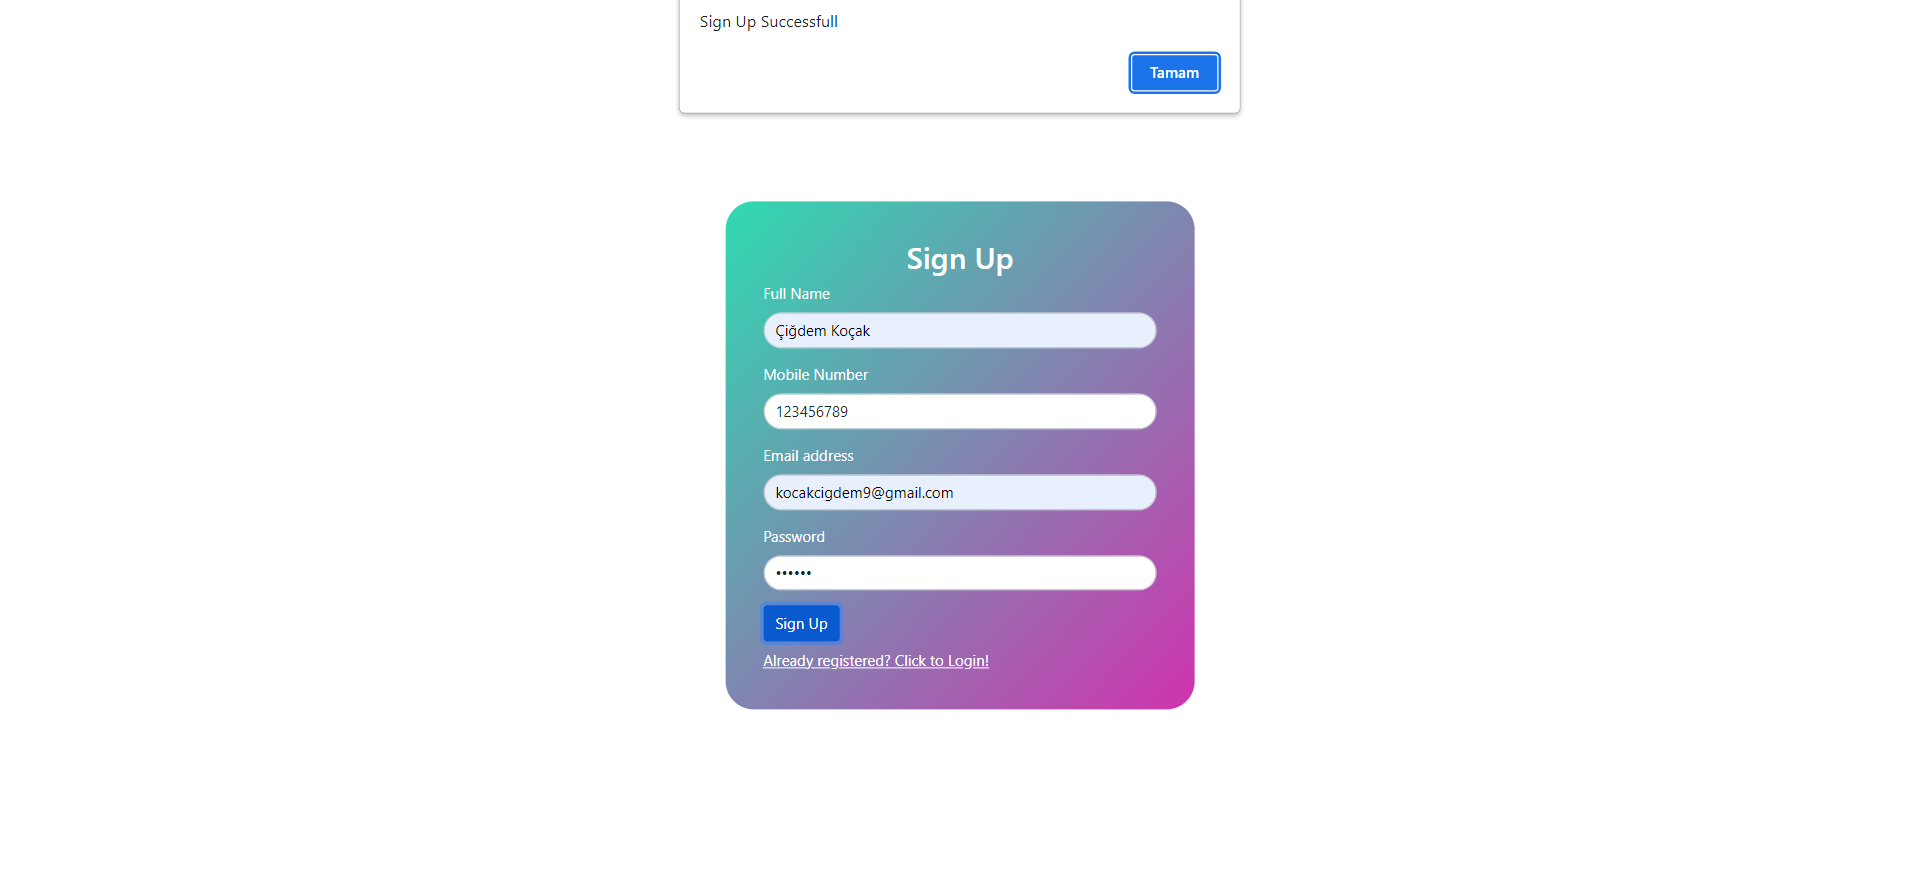 Sign Up Successfull
Tamam
Sign Up
Full Name
Çiğdem Koçak
Mobile Number
123456789
Email address
kocakcigdem9@gmail.com
Password
••••••
Sign Up
Already registered? Click to Login!